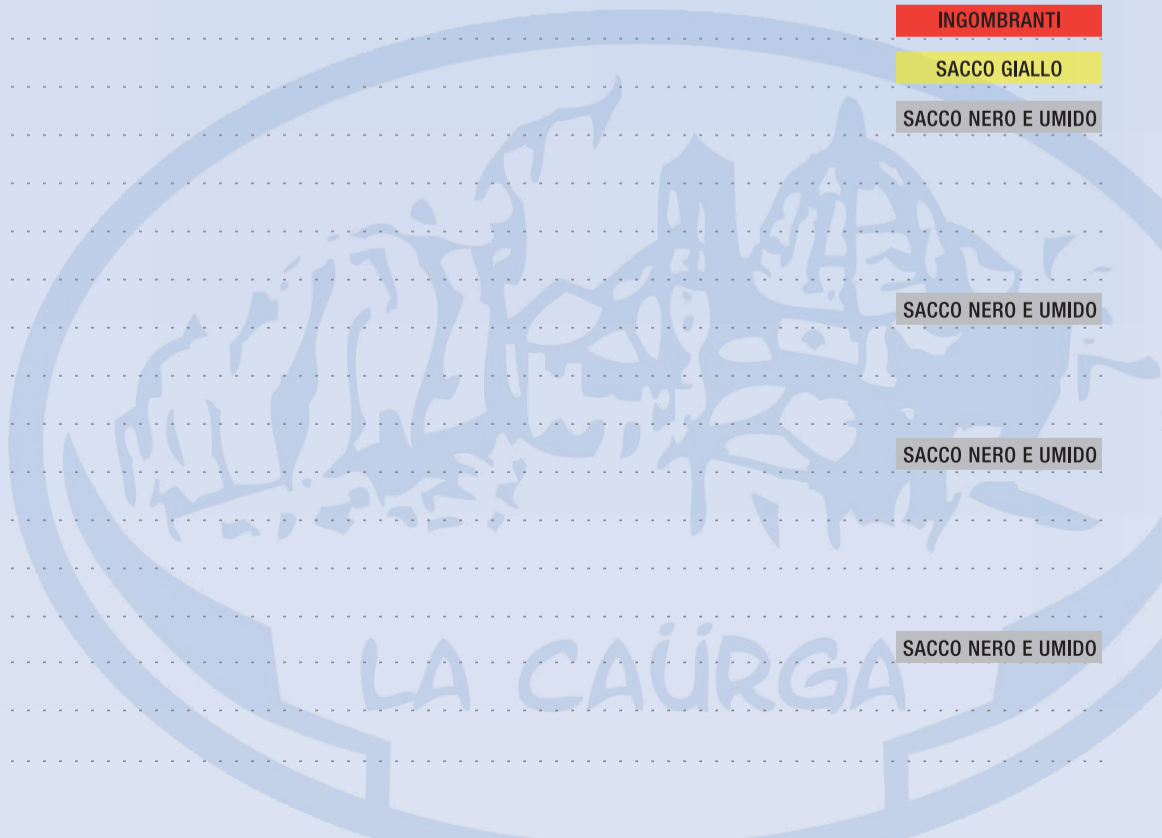 INGOMBRANTI
SACCO GIALLO
SACCO NERO E UMIDO
SACCO NERO E UMIDO
SACCO NERO E UMIDO
SACCO NERO E UMIDO
LA CAÜRGA